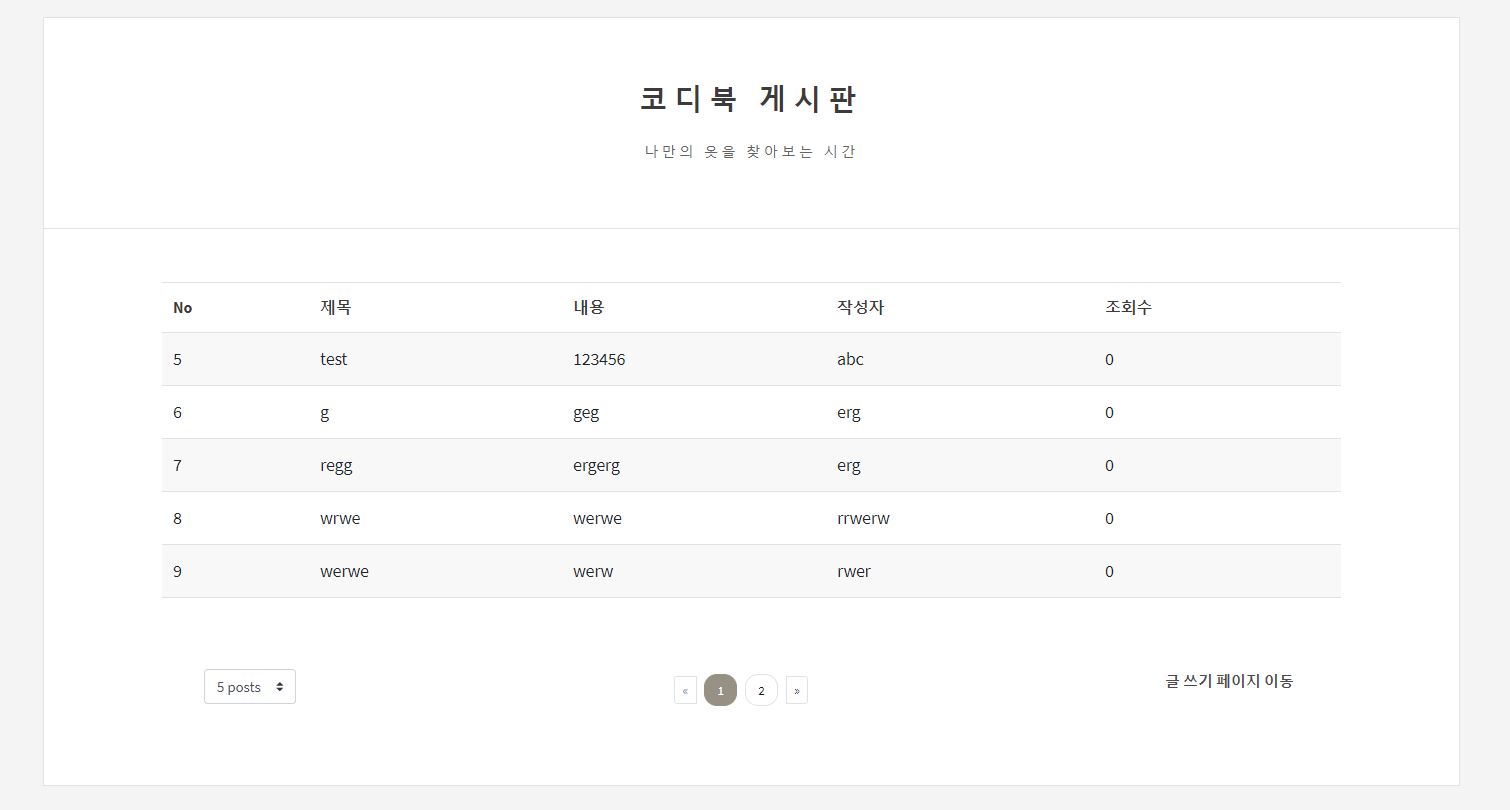 코디북 게시판
나만의 옷을 찾아보는 시간
No 제목 내용 작성자 조회수
5 test 123456 abc 0
6 g geg erg 0
7 regg ergerg erg 0
8 wrwe werwe rrwerw 0
9 werwe werw rwer 0
5 posts « 1 2 » 글 쓰기 페이지 이동